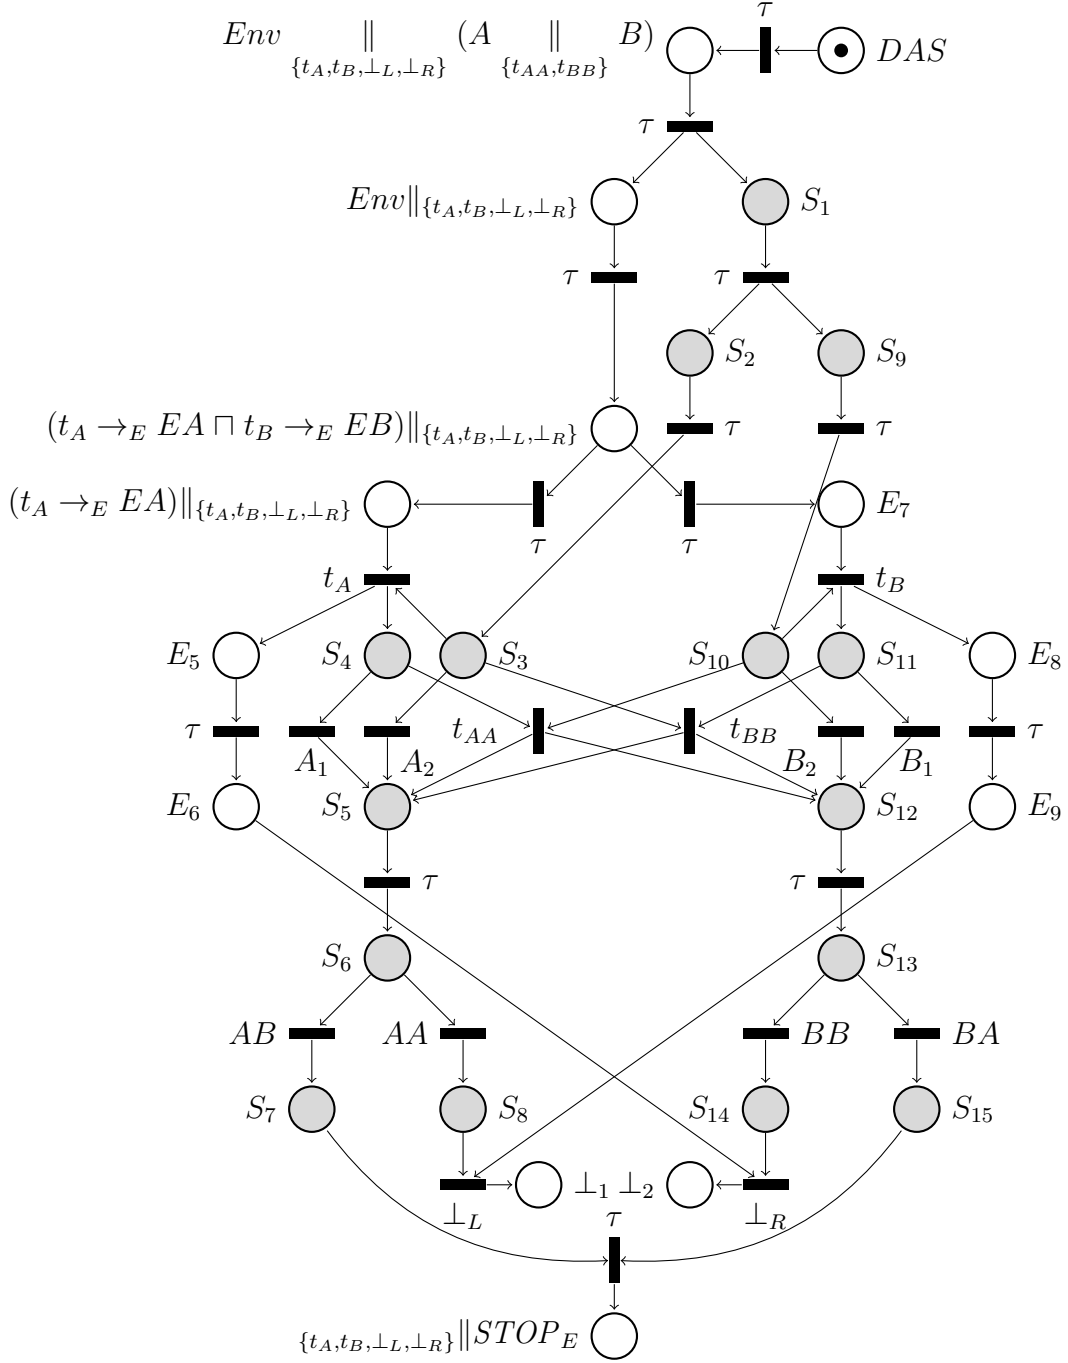 τ
Env ∥{t_A,t_B,⊥_L,⊥_R} (A ∥{t_AA,t_BB} B) DAS
τ
Env∥{t_A,t_B,⊥_L,⊥_R} S_1
τ τ
S_2 S_9
(t_A →_E EA ⊓ t_B →_E EB)∥{t_A,t_B,⊥_L,⊥_R} τ τ
(t_A →_E EA)∥{t_A,t_B,⊥_L,⊥_R} E_7
τ τ
t_A t_B
E_5 S_4 S_3 S_10 S_11 E_8
τ t_AA t_BB τ
A_1 A_2 B_2 B_1
E_6 S_5 S_12 E_9
τ τ
S_6 S_13
AB AA BB BA
S_7 S_8 S_14 S_15
⊥_1 ⊥_2
⊥_L τ ⊥_R
{t_A,t_B,⊥_L,⊥_R}∥STOP_E